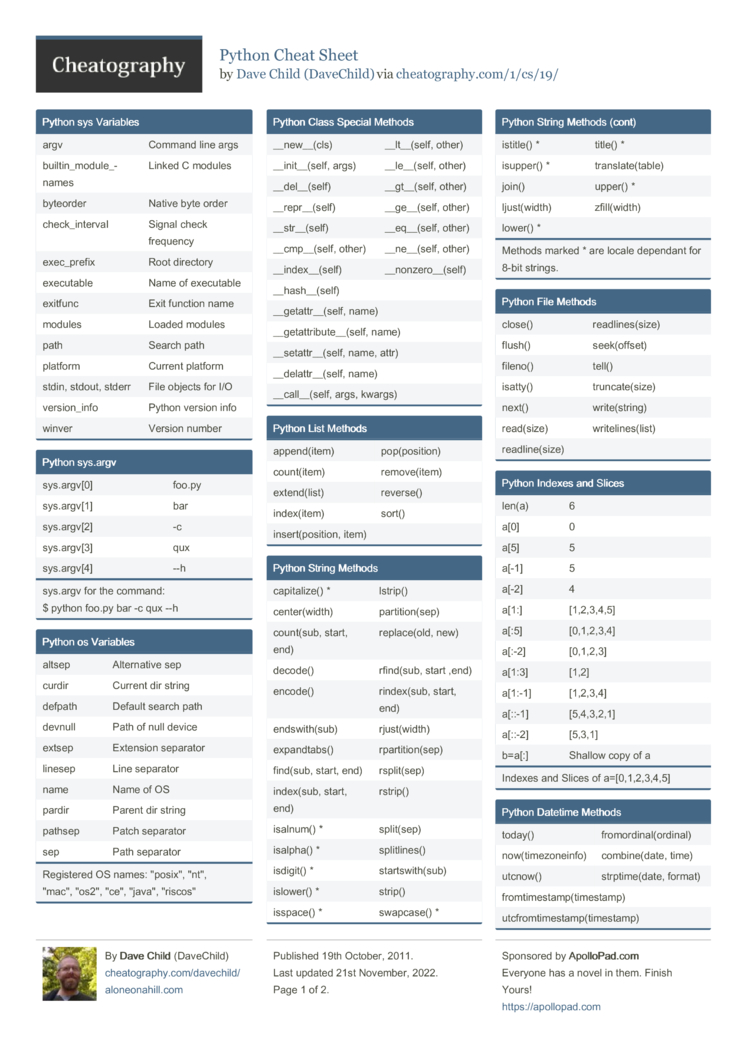 Cheatography
Python Cheat Sheet
by Dave Child (DaveChild) via cheatography.com/1/cs/19/
Python sys Variables
argv Command line args
builtin_module_- Linked C modules
names
byteorder Native byte order
check_interval Signal check
frequency
exec_prefix Root directory
executable Name of executable
exitfunc Exit function name
modules Loaded modules
path Search path
platform Current platform
stdin, stdout, stderr File objects for I/O
version_info Python version info
winver Version number
Python sys.argv
sys.argv[0] foo.py
sys.argv[1] bar
sys.argv[2] -c
sys.argv[3] qux
sys.argv[4] --h
sys.argv for the command:
$ python foo.py bar -c qux --h
Python os Variables
altsep Alternative sep
curdir Current dir string
defpath Default search path
devnull Path of null device
extsep Extension separator
linesep Line separator
name Name of OS
pardir Parent dir string
pathsep Patch separator
sep Path separator
Registered OS names: "posix", "nt",
"mac", "os2", "ce", "java", "riscos"
Python Class Special Methods
__new__(cls) __lt__(self, other)
__init__(self, args) __le__(self, other)
__del__(self) __gt__(self, other)
__repr__(self) __ge__(self, other)
__str__(self) __eq__(self, other)
__cmp__(self, other) __ne__(self, other)
__index__(self) __nonzero__(self)
__hash__(self)
__getattr__(self, name)
__getattribute__(self, name)
__setattr__(self, name, attr)
__delattr__(self, name)
__call__(self, args, kwargs)
Python List Methods
append(item) pop(position)
count(item) remove(item)
extend(list) reverse()
index(item) sort()
insert(position, item)
Python String Methods
capitalize() * lstrip()
center(width) partition(sep)
count(sub, start, replace(old, new)
end)
decode() rfind(sub, start ,end)
encode() rindex(sub, start,
end)
endswith(sub) rjust(width)
expandtabs() rpartition(sep)
find(sub, start, end) rsplit(sep)
index(sub, start, rstrip()
end)
isalnum() * split(sep)
isalpha() * splitlines()
isdigit() * startswith(sub)
islower() * strip()
isspace() * swapcase() *
Python String Methods (cont)
istitle() * title() *
isupper() * translate(table)
join() upper() *
ljust(width) zfill(width)
lower() *
Methods marked * are locale dependant for
8-bit strings.
Python File Methods
close() readlines(size)
flush() seek(offset)
fileno() tell()
isatty() truncate(size)
next() write(string)
read(size) writelines(list)
readline(size)
Python Indexes and Slices
len(a) 6
a[0] 0
a[5] 5
a[-1] 5
a[-2] 4
a[1:] [1,2,3,4,5]
a[:5] [0,1,2,3,4]
a[:-2] [0,1,2,3]
a[1:3] [1,2]
a[1:-1] [1,2,3,4]
a[::-1] [5,4,3,2,1]
a[::-2] [5,3,1]
b=a[:] Shallow copy of a
Indexes and Slices of a=[0,1,2,3,4,5]
Python Datetime Methods
today() fromordinal(ordinal)
now(timezoneinfo) combine(date, time)
utcnow() strptime(date, format)
fromtimestamp(timestamp)
utcfromtimestamp(timestamp)
By Dave Child (DaveChild)
cheatography.com/davechild/
aloneonahill.com
Published 19th October, 2011.
Last updated 21st November, 2022.
Page 1 of 2.
Sponsored by ApolloPad.com
Everyone has a novel in them. Finish
Yours!
https://apollopad.com